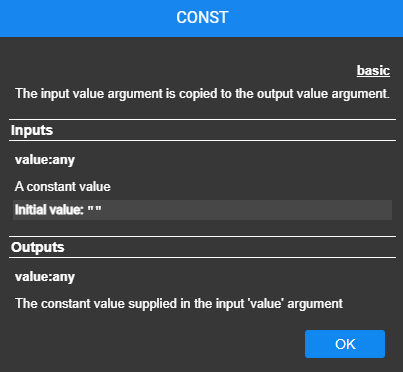 CONST
basic
The input value argument is copied to the output value argument.
Inputs
value:any
A constant value
Initial value: ""
Outputs
value:any
The constant value supplied in the input 'value' argument
OK